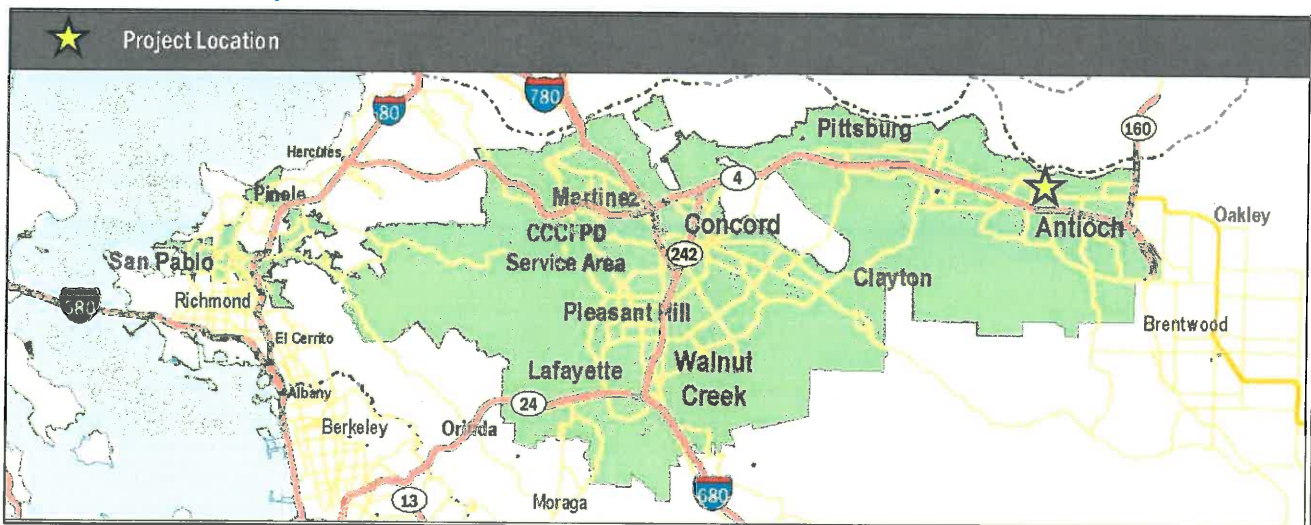 Project Location
80
780
Pittsburg
160
Hercules
4
Pinole
Martinez
Concord
Antioch
Oakley
CCCFPD
Service Area
242
San Pablo
Clayton
Richmond
680
Pleasant Hill
Brentwood
El Cerrito
Lafayette
Walnut
Creek
Albany
24
Berkeley
Orinda
13
Moraga
680